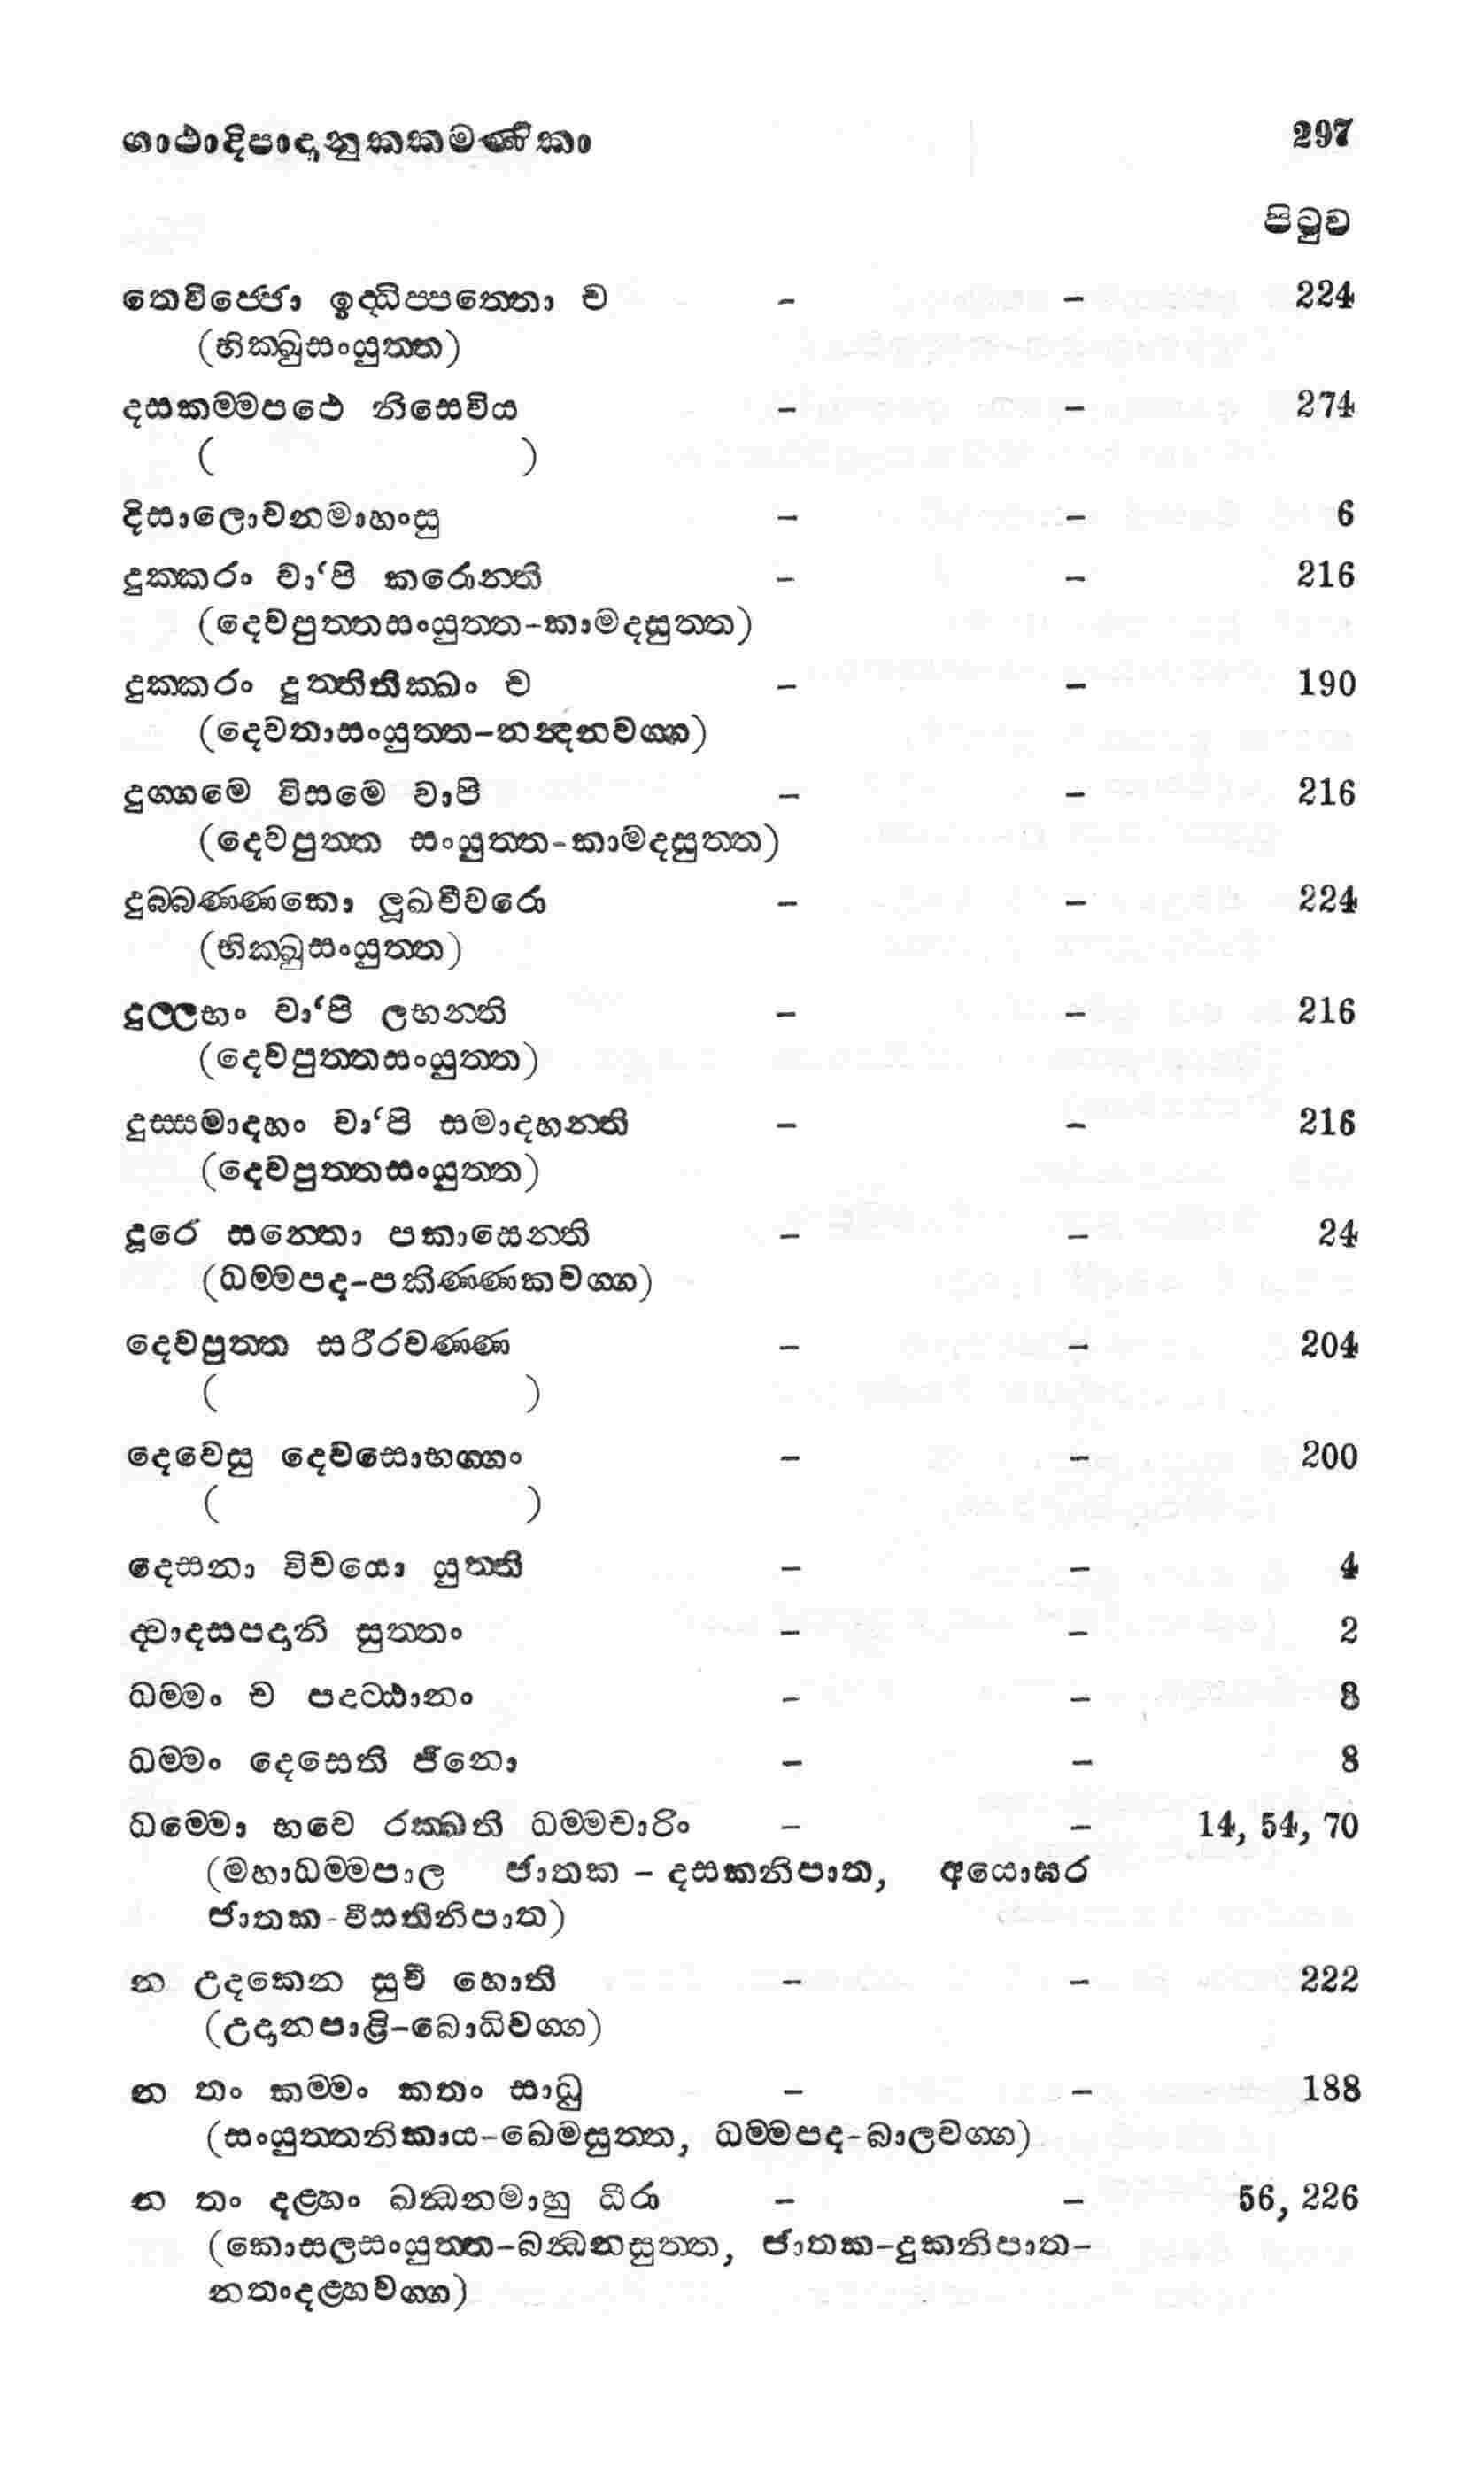 ගාථාදිපාදානුක්කමණිකා 297
පිටුව
තෙවිජ්ජො ඉද්ධිප්පත්තො ච - - 224
(භික්ඛුසංයුත්ත)
දසකම්මපථෙ නිසෙවිය - - 274
( )
දිසාලොචනමාහංසු - - 6
දුක්කරං වා‘පි කරොන්ති - - 216
(දෙවපුත්තසංයුත්ත-කාමදසුත්ත)
දුක්කරං දුත්තිතික්ඛං ච - - 190
(දෙවතාසංයුත්ත-නන්දනවග්ග)
දුග්ගමෙ විසමෙ වාපි - - 216
(දෙවපුත්ත සංයුත්ත-කාමදසුත්ත)
දුබ්බණ්ණකො ලූඛචීවරො - - 224
(භික්ඛුසංයුත්ත)
දුල්ලභං වා‘පි ලභන්ති - - 216
(දෙවපුත්තසංයුත්ත)
දුස්සමාදහං වා‘පි සමාදහන්ති - - 216
(දෙවපුත්තසංයුත්ත)
දූරෙ සන්තො පකාසෙන්ති - - 24
(ධම්මපද-පකිණ්ණකවග්ග)
දෙවපුත්ත සරීරවණ්ණ - - 204
( )
දෙවෙසු දෙවසොභග්ගං - - 200
( )
දෙසනා විචයො යුත්ති - - 4
ද්වාදසපදානි සුත්තං - - 2
ධම්මං ච පදට්ඨානං - - 8
ධම්මං දෙසෙති ජිනො - - 8
ධම්මො භවෙ රක්ඛති ධම්මචාරිං - - 14, 54, 70
(මහාධම්මපාල ජාතක - දසකනිපාත, අයොඝර
ජාතක-වීසතිනිපාත)
න උදකෙන සුචි හොති - - 222
(උදානපාළි-බොධිවග්ග)
න තං කම්මං කතං සාධු - - 188
(සංයුත්තනිකාය-ඛෙමසුත්ත, ධම්මපද-බාලවග්ග)
න තං දළහං ඛන්ධනමාහු ධීරා - - 56, 226
(කොසලසංයුත්ත-බන්ධනසුත්ත, ජාතක-දුකනිපාත-
නතංදළහවග්ග)